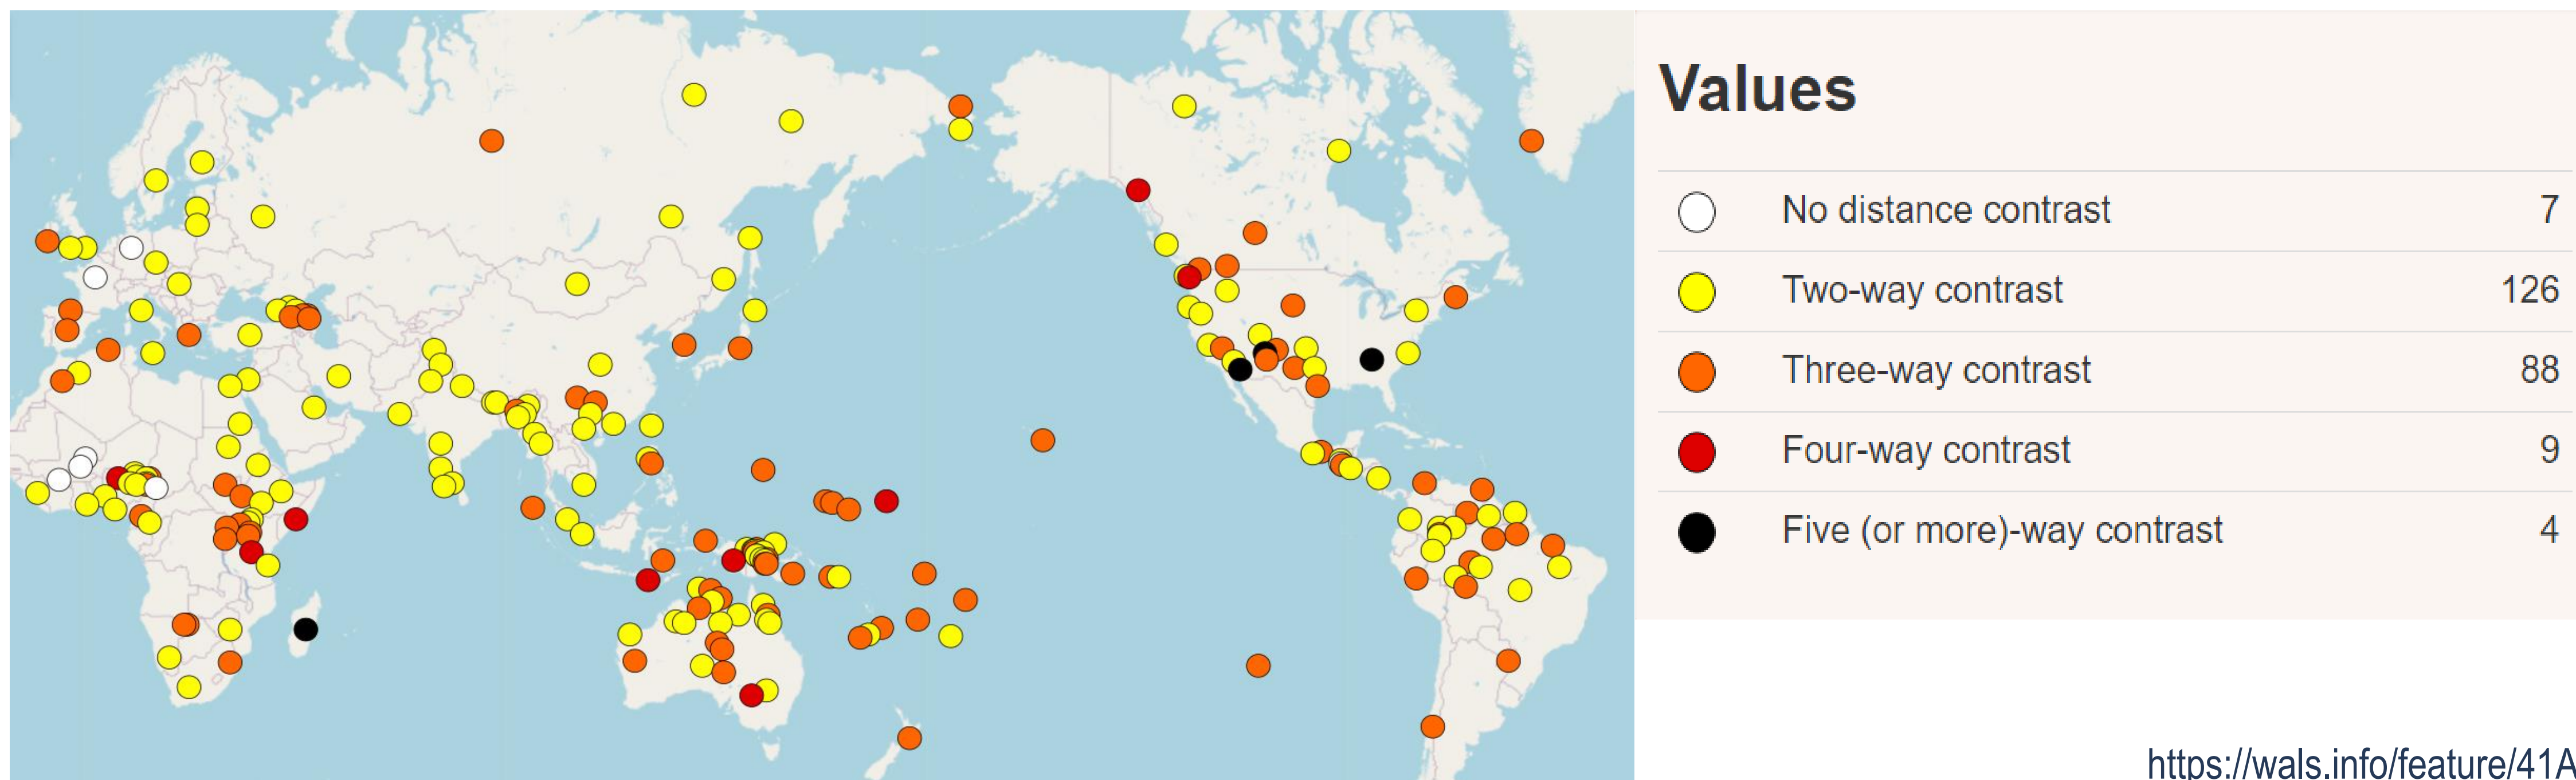 Values
No distance contrast 7
Two-way contrast 126
Three-way contrast 88
Four-way contrast 9
Five (or more)-way contrast 4
https://wals.info/feature/41A